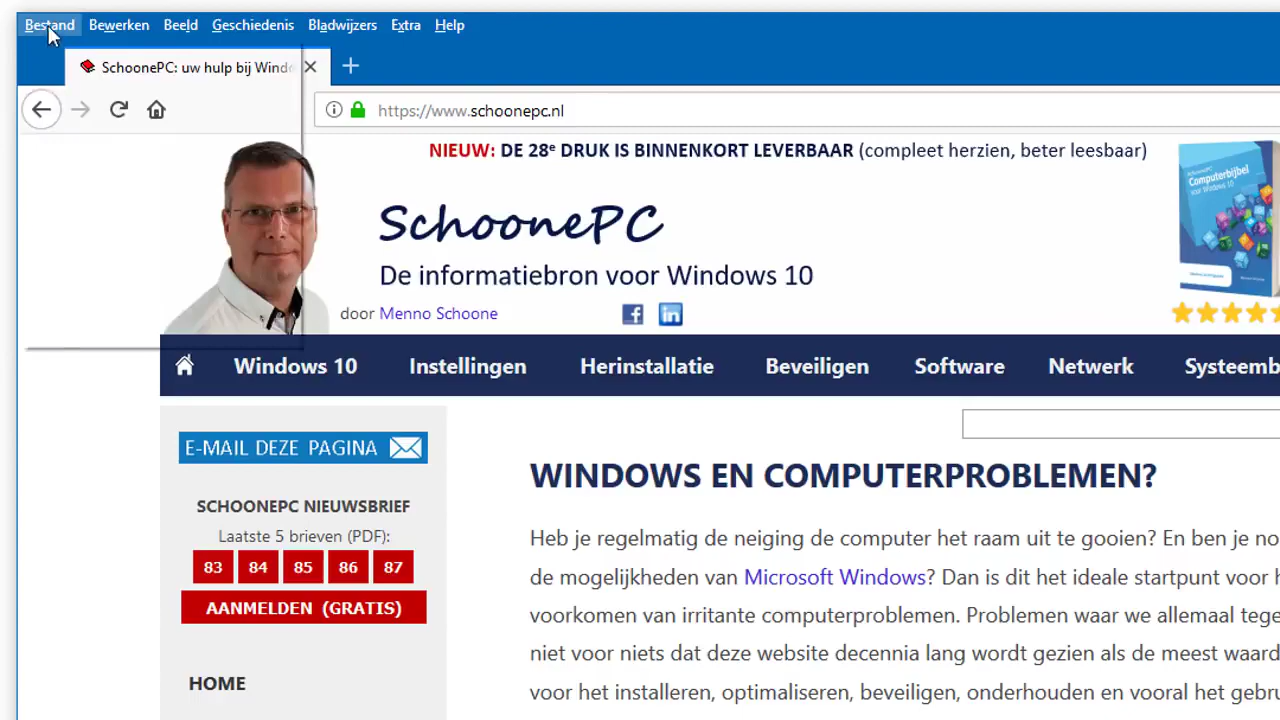 Bestand Bewerken Beeld Geschiedenis Bladwijzers Extra Help
SchoonePC: uw hulp bij Windo
https://www.schoonepc.nl
NIEUW: DE 28e DRUK IS BINNENKORT LEVERBAAR (compleet herzien, beter leesbaar)
SchoonePC
De informatiebron voor Windows 10
door Menno Schoone
Computerbijbel
voor Windows 10
Windows 10 Instellingen Herinstallatie Beveiligen Software Netwerk Systeemb
E-MAIL DEZE PAGINA
SCHOONEPC NIEUWSBRIEF
Laatste 5 brieven (PDF):
83 84 85 86 87
AANMELDEN (GRATIS)
HOME
WINDOWS EN COMPUTERPROBLEMEN?
Heb je regelmatig de neiging de computer het raam uit te gooien? En ben je no
de mogelijkheden van Microsoft Windows? Dan is dit het ideale startpunt voor h
voorkomen van irritante computerproblemen. Problemen waar we allemaal tege
niet voor niets dat deze website decennia lang wordt gezien als de meest waard
voor het installeren, optimaliseren, beveiligen, onderhouden en vooral het gebru